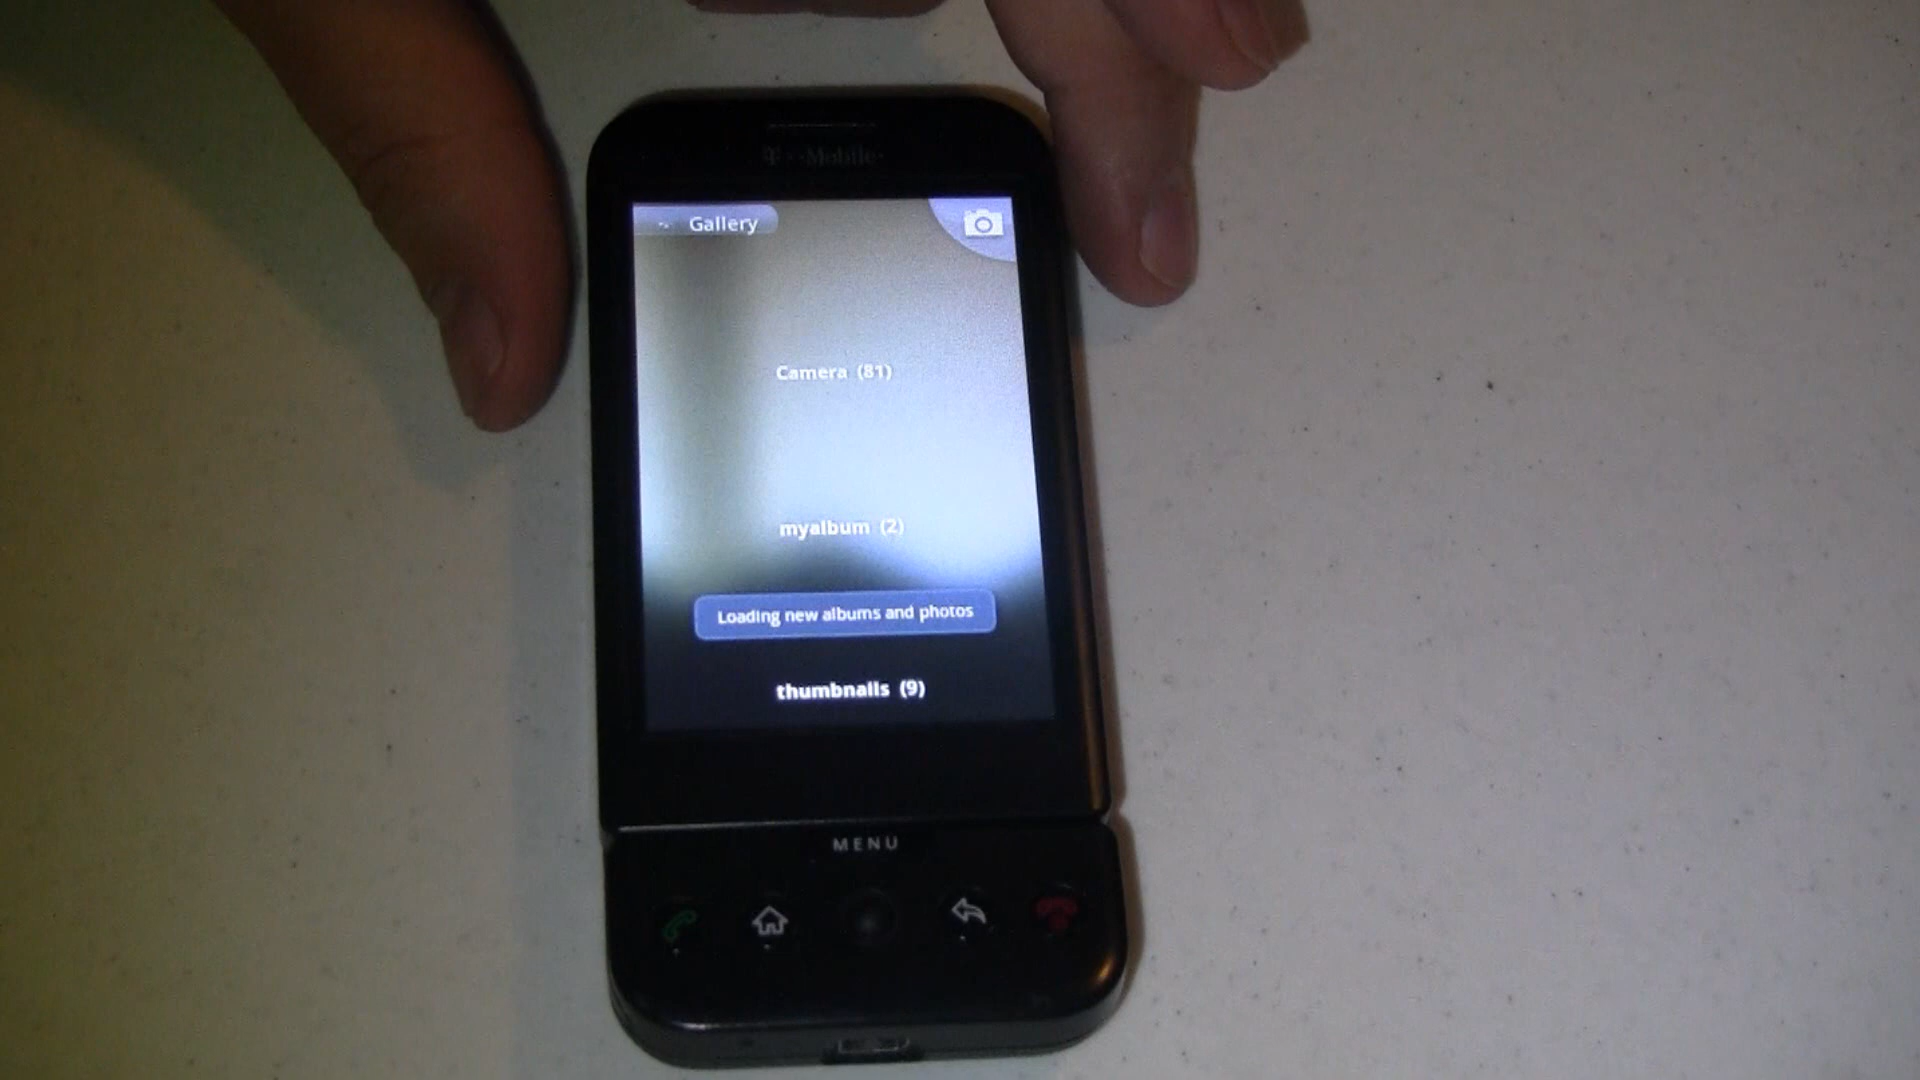 T··Mobile·
Gallery
Camera (81)
myalbum (2)
Loading new albums and photos
thumbnails (9)
MENU